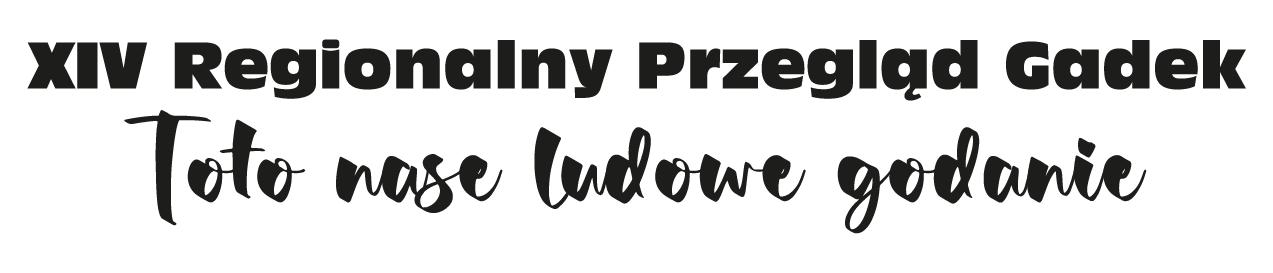 XIV Regionalny Przegląd Gadek
Toto nase ludowe godanie